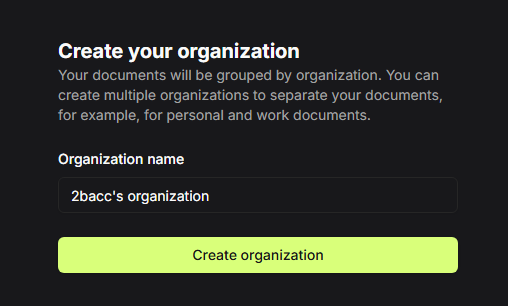 Create your organization
Your documents will be grouped by organization. You can
create multiple organizations to separate your documents,
for example, for personal and work documents.
Organization name
2bacc's organization
Create organization